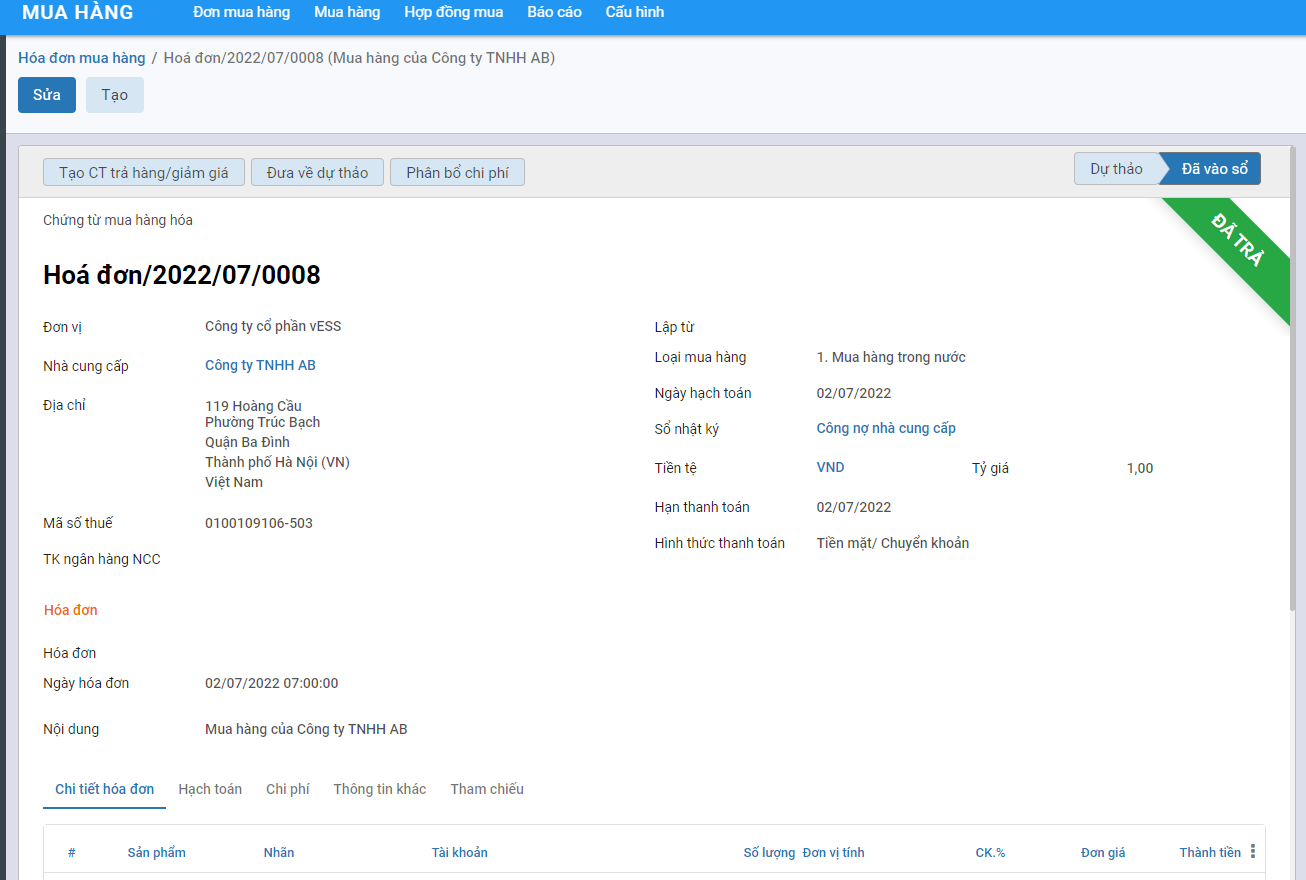 MUA HÀNG Đơn mua hàng Mua hàng Hợp đồng mua Báo cáo Cấu hình
Hóa đơn mua hàng / Hoá đơn/2022/07/0008 (Mua hàng của Công ty TNHH AB)
Sửa Tạo
Tạo CT trả hàng/giảm giá Đưa về dự thảo Phân bổ chi phí Dự thảo Đã vào sổ
Chứng từ mua hàng hóa
ĐÃ TRẢ
Hoá đơn/2022/07/0008
Đơn vị Công ty cổ phần vESS
Nhà cung cấp Công ty TNHH AB
Địa chỉ 119 Hoàng Cầu
Phường Trúc Bạch
Quận Ba Đình
Thành phố Hà Nội (VN)
Việt Nam
Mã số thuế 0100109106-503
TK ngân hàng NCC
Lập từ
Loại mua hàng 1. Mua hàng trong nước
Ngày hạch toán 02/07/2022
Sổ nhật ký Công nợ nhà cung cấp
Tiền tệ VND Tỷ giá 1,00
Hạn thanh toán 02/07/2022
Hình thức thanh toán Tiền mặt/ Chuyển khoản
Hóa đơn
Hóa đơn
Ngày hóa đơn 02/07/2022 07:00:00
Nội dung Mua hàng của Công ty TNHH AB
Chi tiết hóa đơn Hạch toán Chi phí Thông tin khác Tham chiếu
# Sản phẩm Nhãn Tài khoản Số lượng Đơn vị tính CK.% Đơn giá Thành tiền